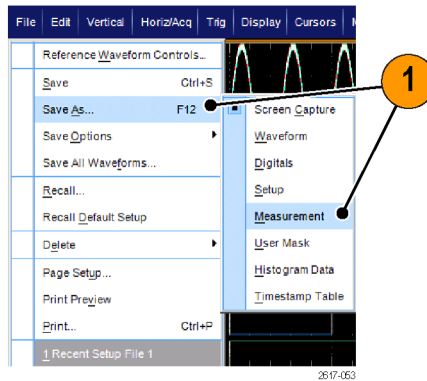 File Edit Vertical Horiz/Acq Trig Display Cursors
Reference Waveform Controls...
Save Ctrl+S
Save As... F12
Save Options
Save All Waveforms...
Recall...
Recall Default Setup
Delete
Page Setup...
Print Preview
Print... Ctrl+P
1 Recent Setup File 1
Screen Capture
Waveform
Digitals
Setup
Measurement
User Mask
Histogram Data
Timestamp Table
1
2617-053